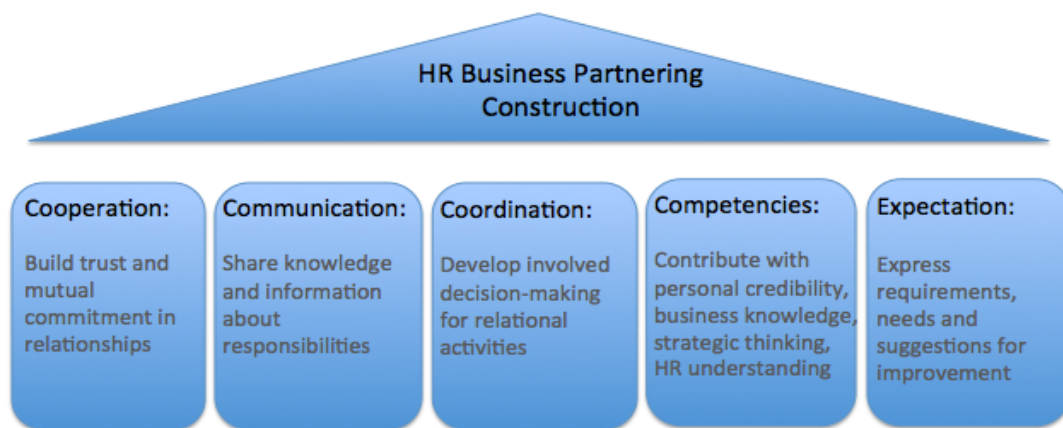 HR Business Partnering
Construction
Cooperation:
Build trust and
mutual
commitment in
relationships
Communication:
Share knowledge
and information
about
responsibilities
Coordination:
Develop involved
decision-making
for relational
activities
Competencies:
Contribute with
personal credibility,
business knowledge,
strategic thinking,
HR understanding
Expectation:
Express
requirements,
needs and
suggestions for
improvement